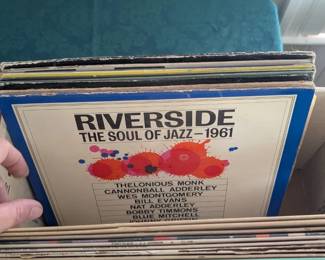 RIVERSIDE
THE SOUL OF JAZZ—1961
THELONIOUS MONK
CANNONBALL ADDERLEY
WES MONTGOMERY
BILL EVANS
NAT ADDERLEY
BOBBY TIMMONS
BLUE MITCHELL